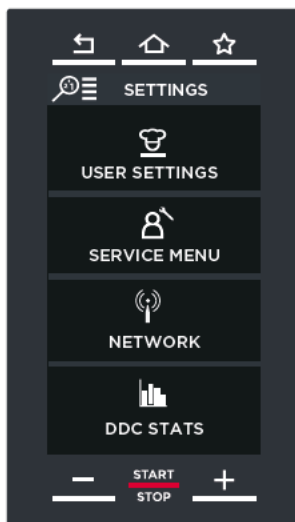 SETTINGS
USER SETTINGS
SERVICE MENU
NETWORK
DDC STATS
START
STOP